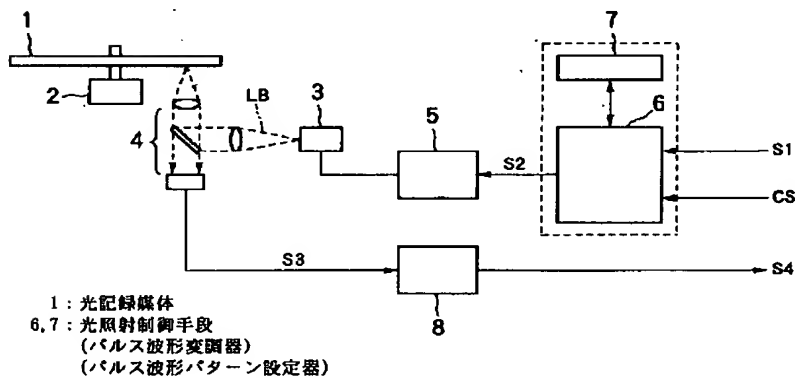 1
2
LB
3
4
5
7
6
S1
S2
CS
S3
S4
8
1:光記録媒体
6,7:光照射制御手段
(パルス波形変調器)
(パルス波形パターン設定器)